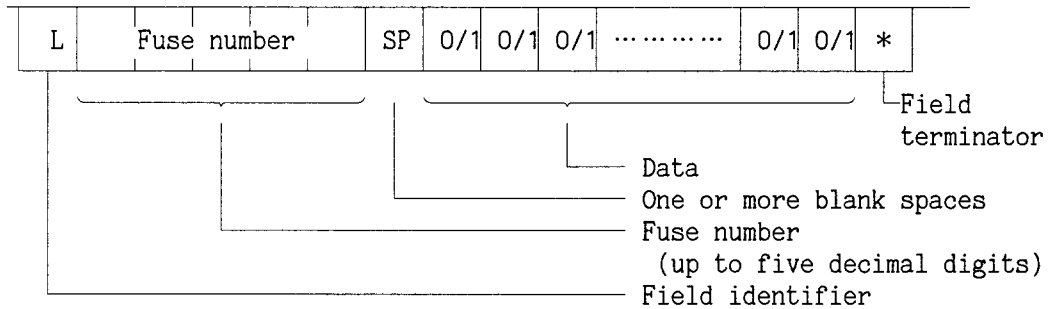 L Fuse number SP 0/1 0/1 0/1 ………… 0/1 0/1 *
Field
terminator
Data
One or more blank spaces
Fuse number
(up to five decimal digits)
Field identifier